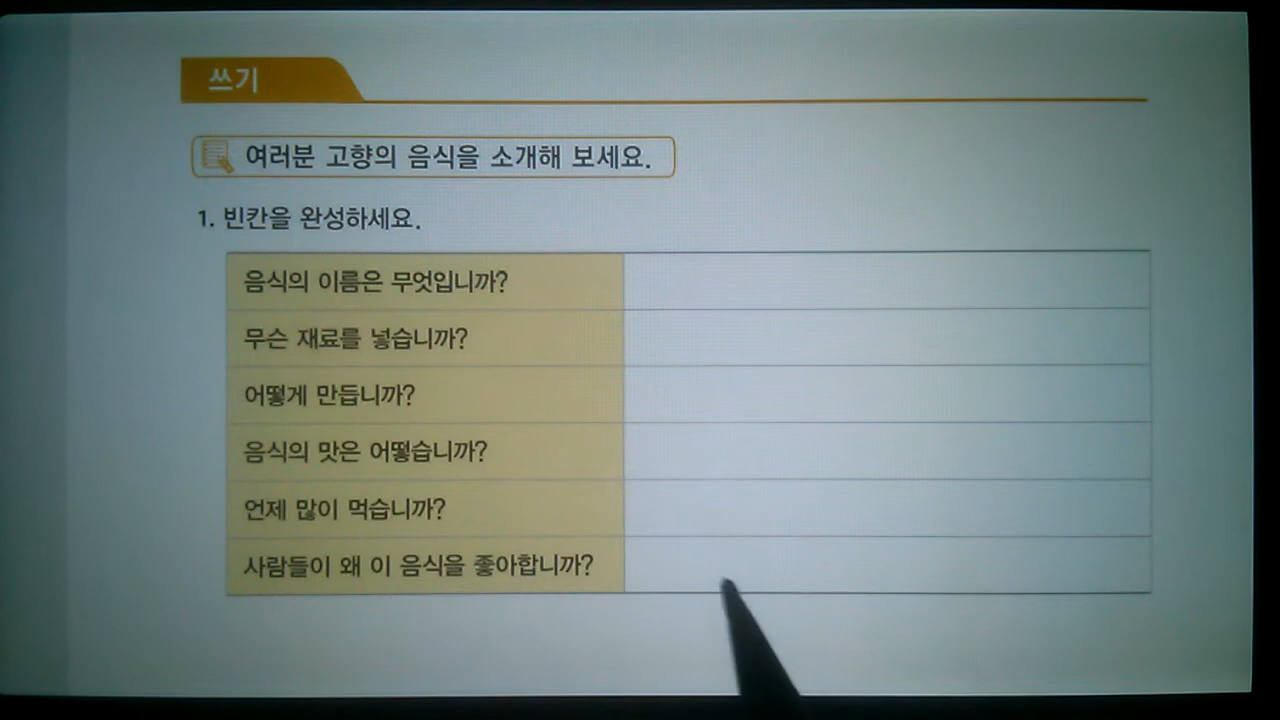 쓰기
여러분 고향의 음식을 소개해 보세요.
1. 빈칸을 완성하세요.
음식의 이름은 무엇입니까?
무슨 재료를 넣습니까?
어떻게 만듭니까?
음식의 맛은 어떻습니까?
언제 많이 먹습니까?
사람들이 왜 이 음식을 좋아합니까?